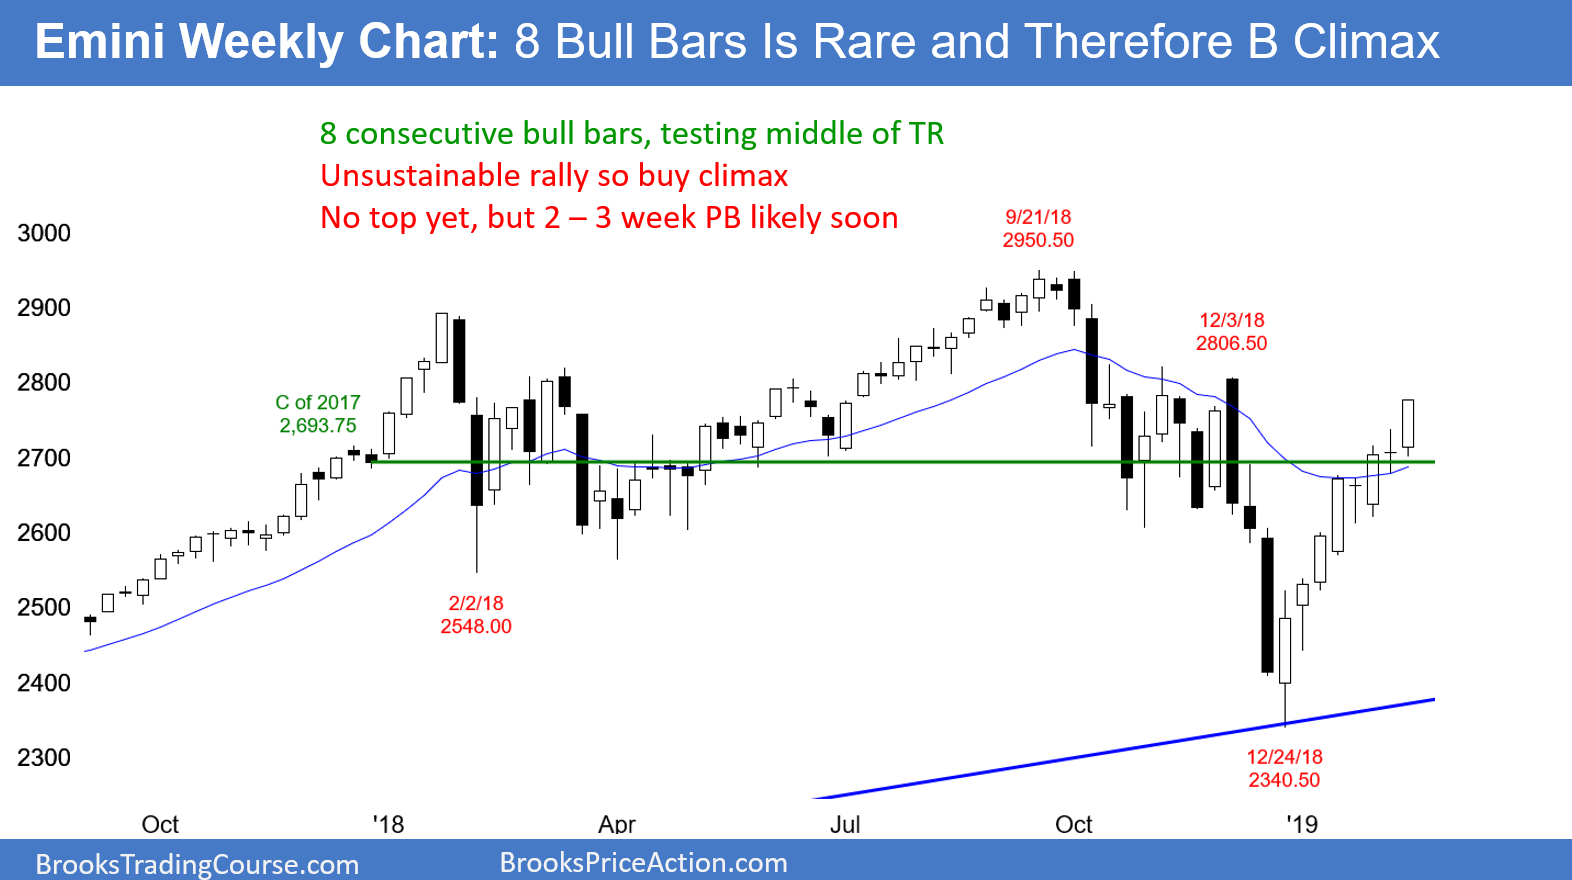 Emini Weekly Chart: 8 Bull Bars Is Rare and Therefore B Climax
8 consecutive bull bars, testing middle of TR
Unsustainable rally so buy climax
No top yet, but 2 – 3 week PB likely soon
9/21/18
2950.50
12/3/18
2806.50
C of 2017
2,693.75
2/2/18
2548.00
12/24/18
2340.50
3000
2900
2800
2700
2600
2500
2400
2300
Oct
'18
Apr
Jul
Oct
'19
BrooksTradingCourse.com
BrooksPriceAction.com